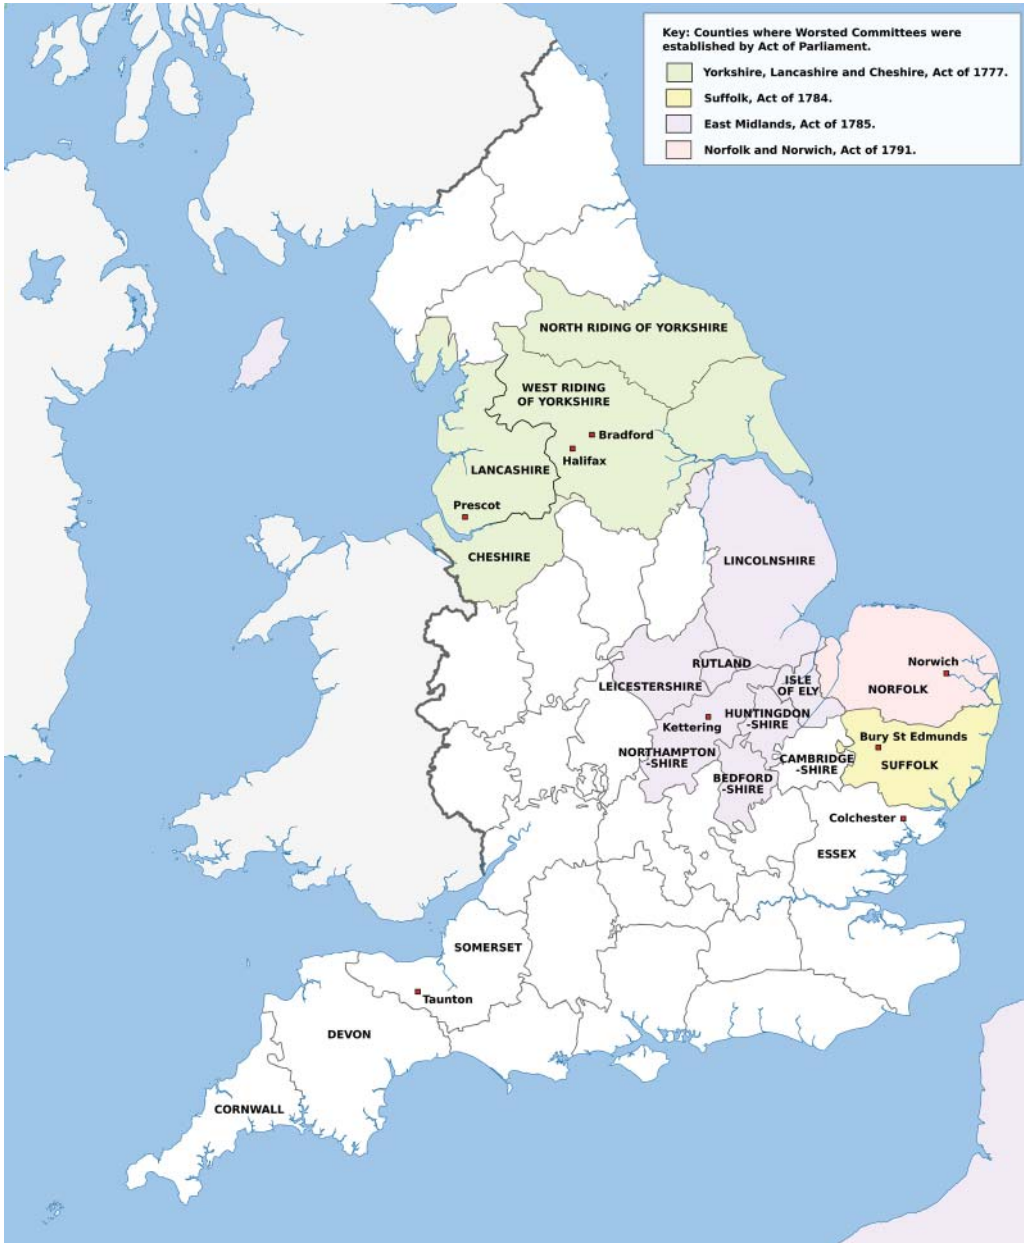 Key: Counties where Worsted Committees were
established by Act of Parliament.
Yorkshire, Lancashire and Cheshire, Act of 1777.
Suffolk, Act of 1784.
East Midlands, Act of 1785.
Norfolk and Norwich, Act of 1791.
NORTH RIDING OF YORKSHIRE
WEST RIDING
OF YORKSHIRE
Bradford
Halifax
LANCASHIRE
Prescot
CHESHIRE
LINCOLNSHIRE
RUTLAND
LEICESTERSHIRE
ISLE
OF ELY
Norwich
NORFOLK
Kettering
HUNTINGDON
-SHIRE
NORTHAMPTON
-SHIRE
BEDFORD
-SHIRE
CAMBRIDGE
-SHIRE
Bury St Edmunds
SUFFOLK
Colchester
ESSEX
SOMERSET
Taunton
DEVON
CORNWALL